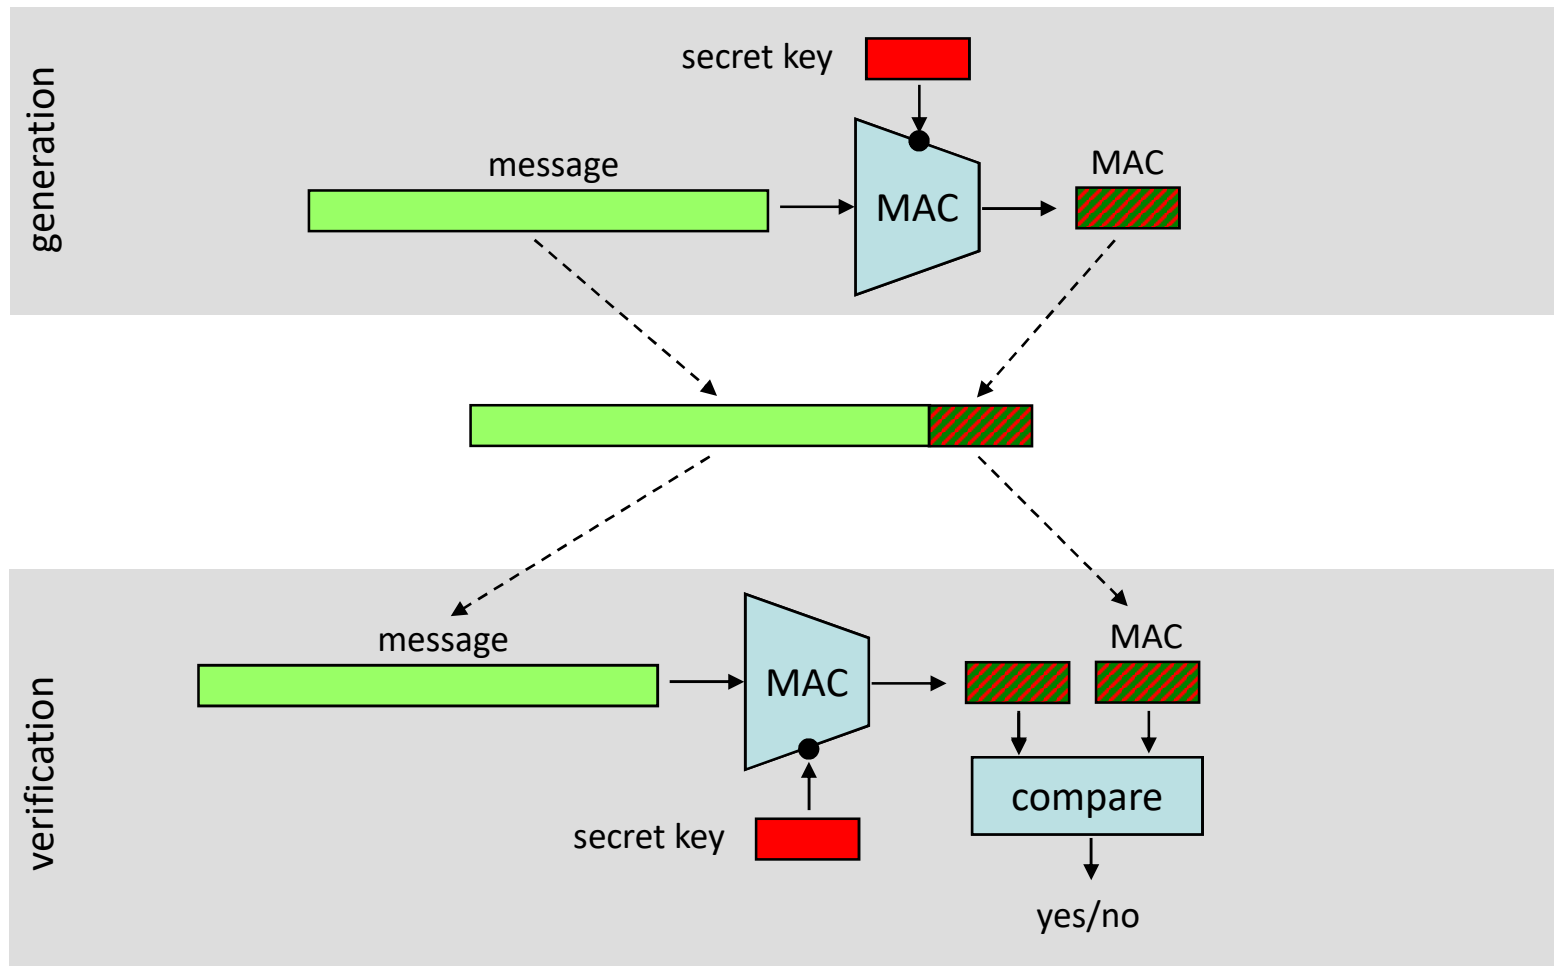 generation
secret key
message
MAC
MAC
verification
message
MAC
MAC
secret key
compare
yes/no